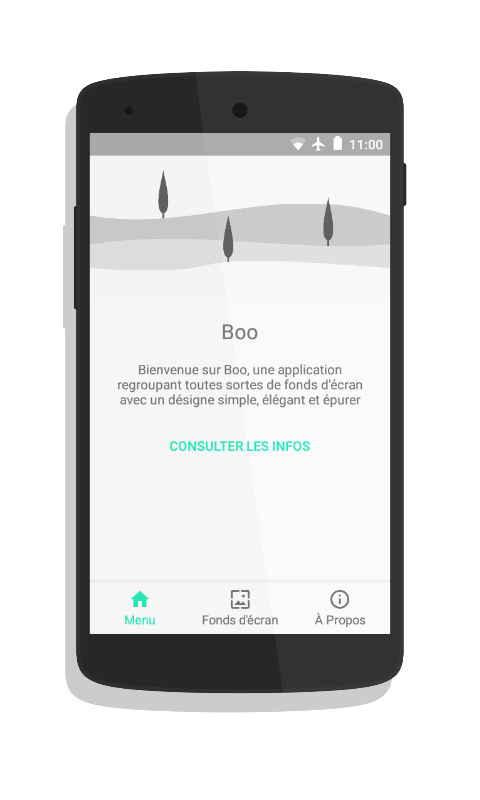 11:00
Boo
Bienvenue sur Boo, une application
regroupant toutes sortes de fonds d'écran
avec un désigne simple, élégant et épurer
CONSULTER LES INFOS
Menu
Fonds d'écran
À Propos